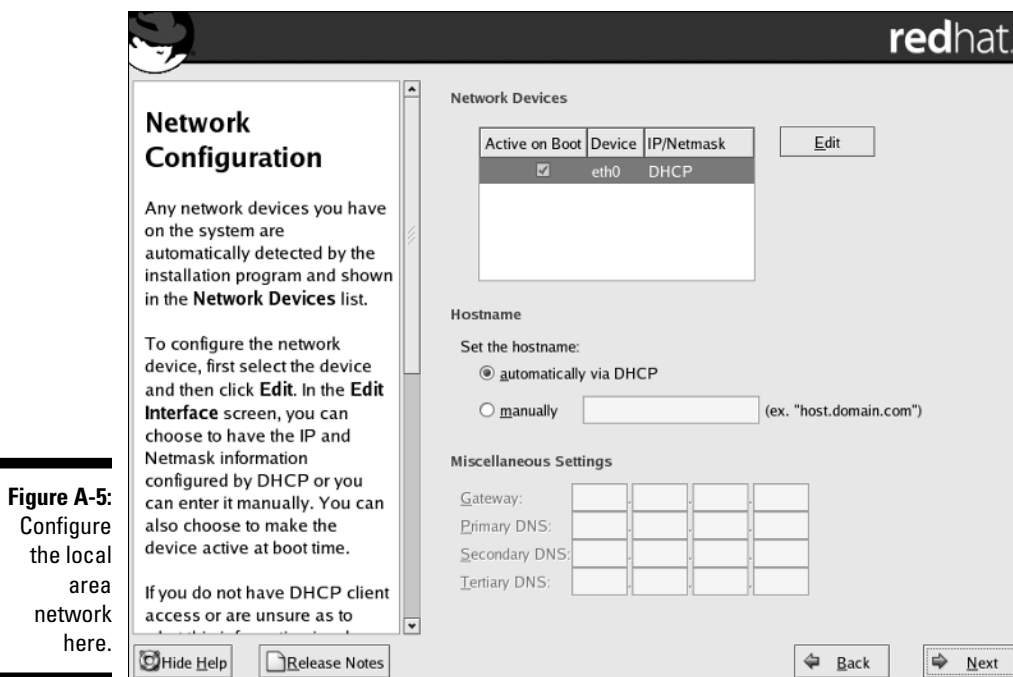 redhat.
Network
Configuration
Any network devices you have
on the system are
automatically detected by the
installation program and shown
in the Network Devices list.
To configure the network
device, first select the device
and then click Edit. In the Edit
Interface screen, you can
choose to have the IP and
Netmask information
configured by DHCP or you
can enter it manually. You can
also choose to make the
device active at boot time.
If you do not have DHCP client
access or are unsure as to
Network Devices
Active on Boot Device IP/Netmask
eth0 DHCP
Edit
Hostname
Set the hostname:
automatically via DHCP
manually (ex. "host.domain.com")
Miscellaneous Settings
Gateway: . . .
Primary DNS: . . .
Secondary DNS: . . .
Tertiary DNS: . . .
Hide Help Release Notes Back Next
Figure A-5:
Configure
the local
area
network
here.